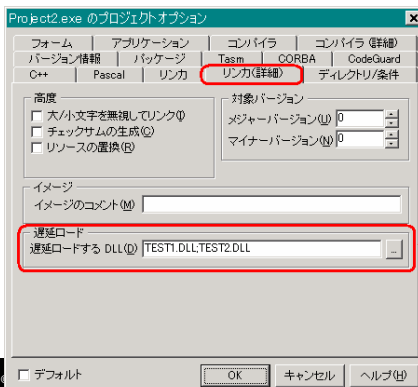 Project2.exe のプロジェクトオプション
フォーム アプリケーション コンパイラ コンパイラ (詳細)
バージョン情報 パッケージ Tasm CORBA CodeGuard
C++ Pascal リンカ リンカ(詳細) ディレクトリ/条件
高度
大/小文字を無視してリンク(I)
チェックサムの生成(C)
リソースの置換(R)
対象バージョン
メジャーバージョン(U) 0
マイナーバージョン(N) 0
イメージ
イメージのコメント(M)
遅延ロード
遅延ロードする DLL(D) TEST1.DLL;TEST2.DLL ...
デフォルト OK キャンセル ヘルプ(H)